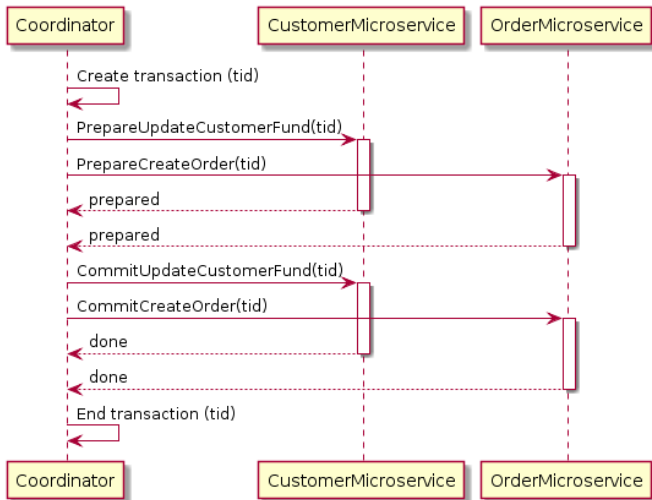 Coordinator CustomerMicroservice OrderMicroservice
Create transaction (tid)
PrepareUpdateCustomerFund(tid)
PrepareCreateOrder(tid)
prepared
prepared
CommitUpdateCustomerFund(tid)
CommitCreateOrder(tid)
done
done
End transaction (tid)
Coordinator CustomerMicroservice OrderMicroservice